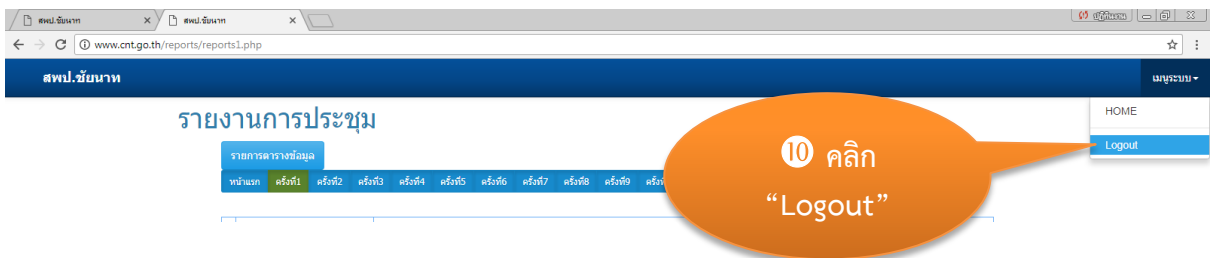 สพป.ชัยนาท
สพป.ชัยนาท
www.cnt.go.th/reports/reports1.php
สพป.ชัยนาท
เมนูระบบ
HOME
Logout
รายงานการประชุม
รายการตารางข้อมูล
หน้าแรก ครั้งที่1 ครั้งที่2 ครั้งที่3 ครั้งที่4 ครั้งที่5 ครั้งที่6 ครั้งที่7 ครั้งที่8 ครั้งที่9
10 คลิก
“Logout”